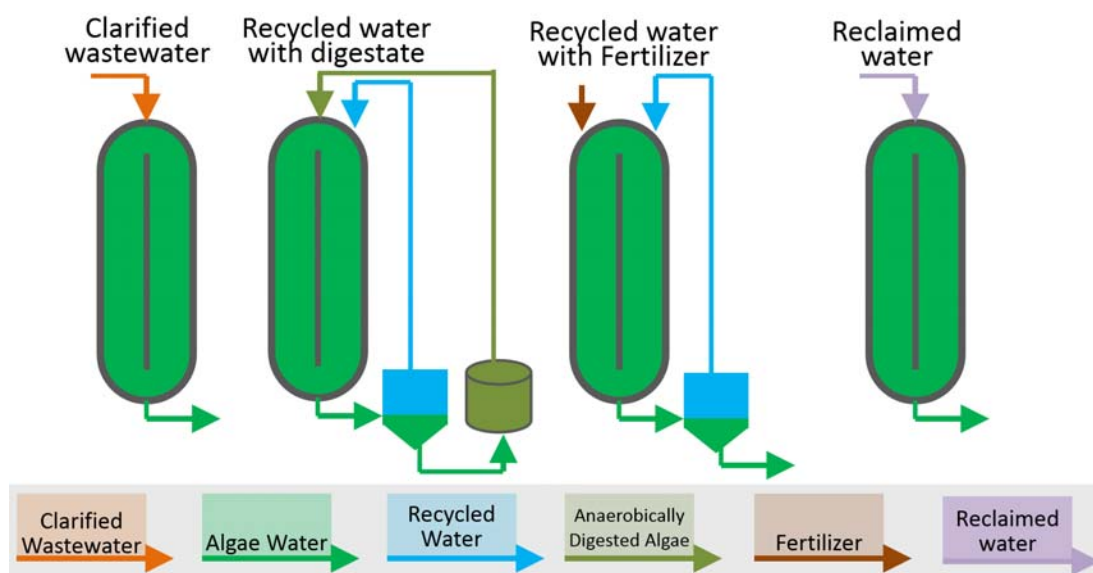 Clarified
wastewater
Recycled water
with digestate
Recycled water
with Fertilizer
Reclaimed
water
Clarified
Wastewater
Algae Water
Recycled
Water
Anaerobically
Digested Algae
Fertilizer
Reclaimed
water